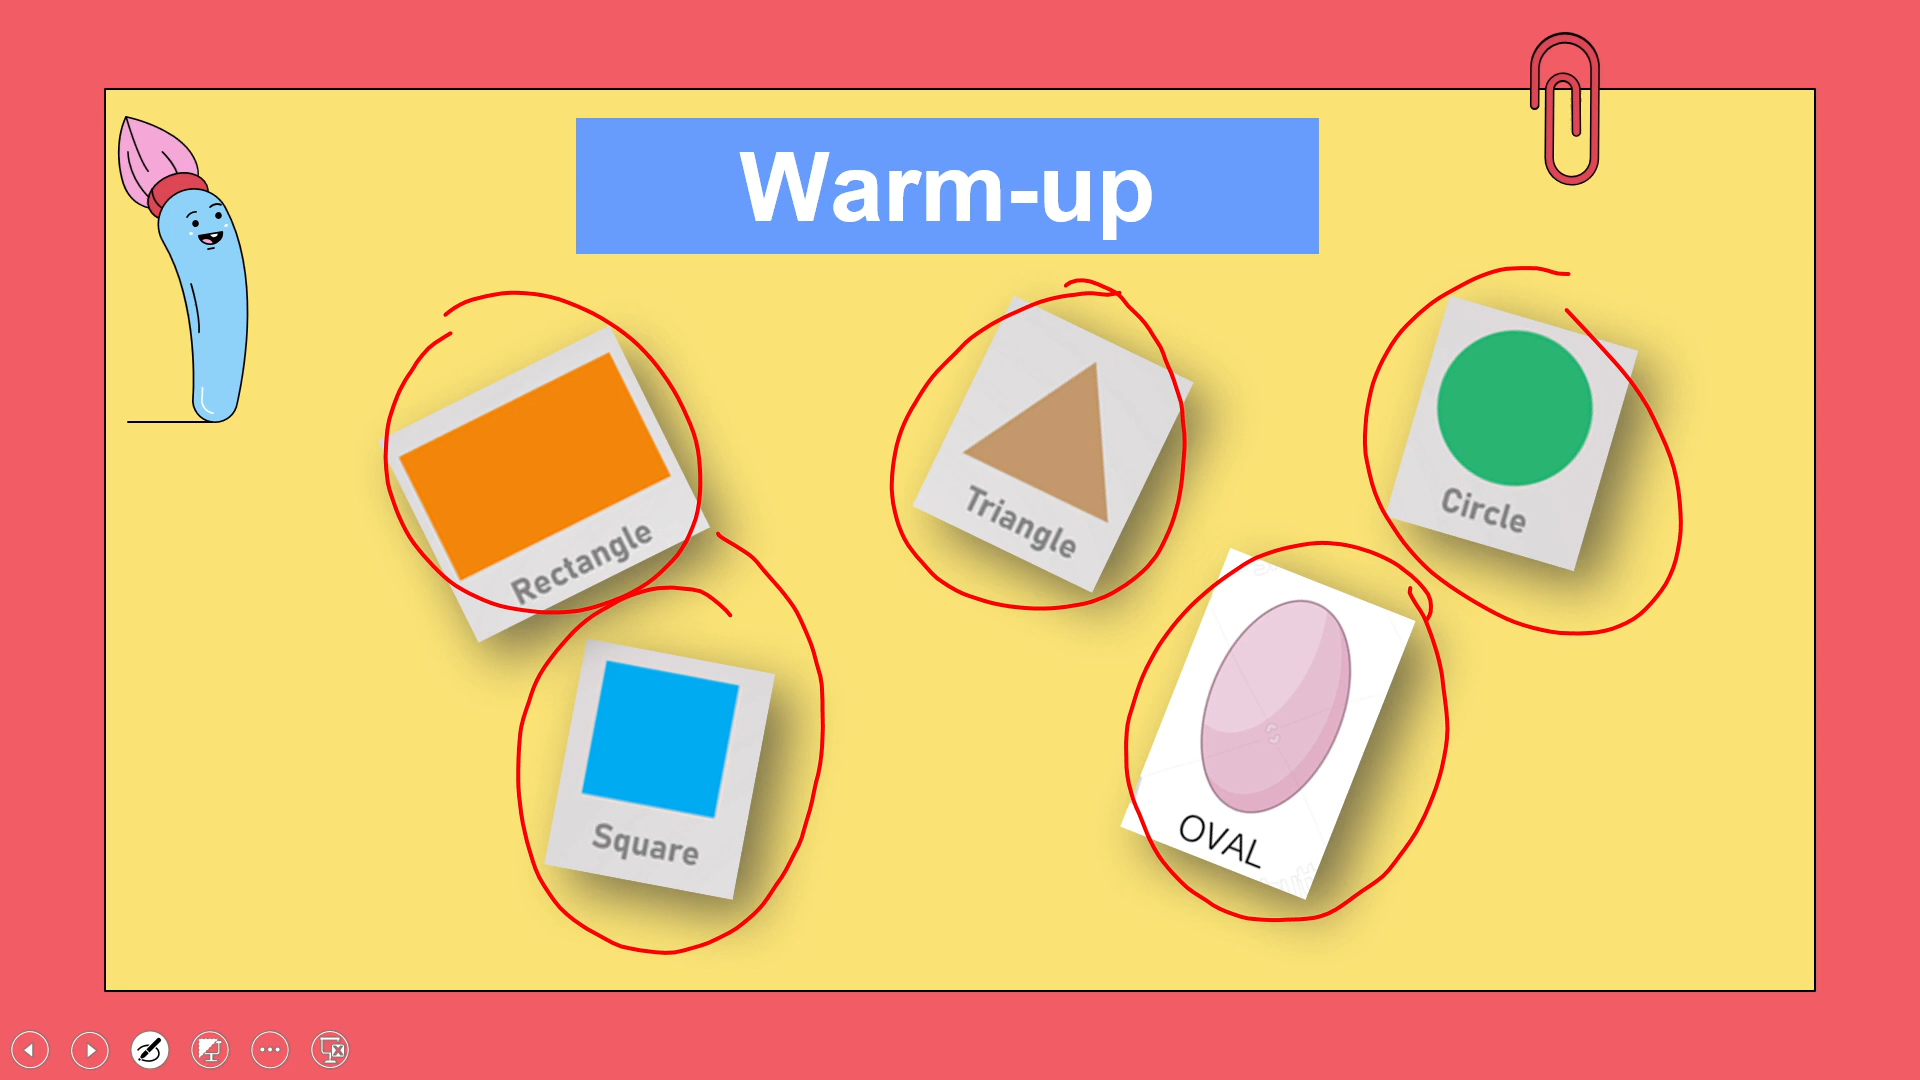 Warm-up
Rectangle
Triangle
Circle
Square
OVAL